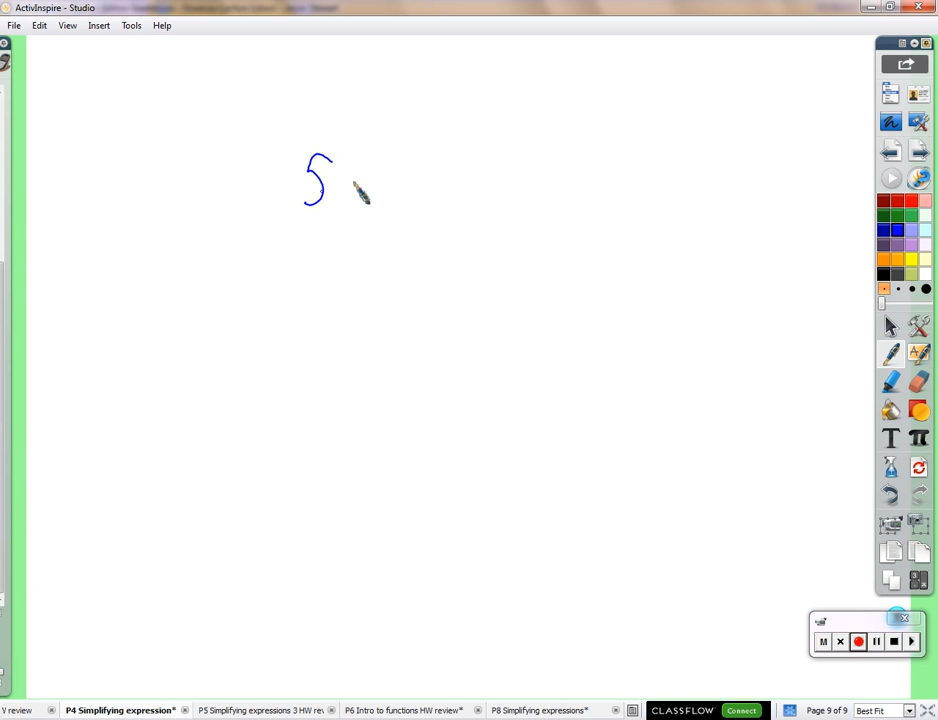 ActivInspire - Studio
File Edit View Insert Tools Help
5
M
V review P4 Simplifying expression* P5 Simplifying expressions 3 HW rev P6 Intro to functions HW review* P8 Simplifying expressions* CLASSFLOW Connect Page 9 of 9 Best Fit